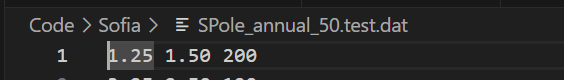 Code > Sofia > SPole_annual_50.test.dat
1 1.25 1.50 200